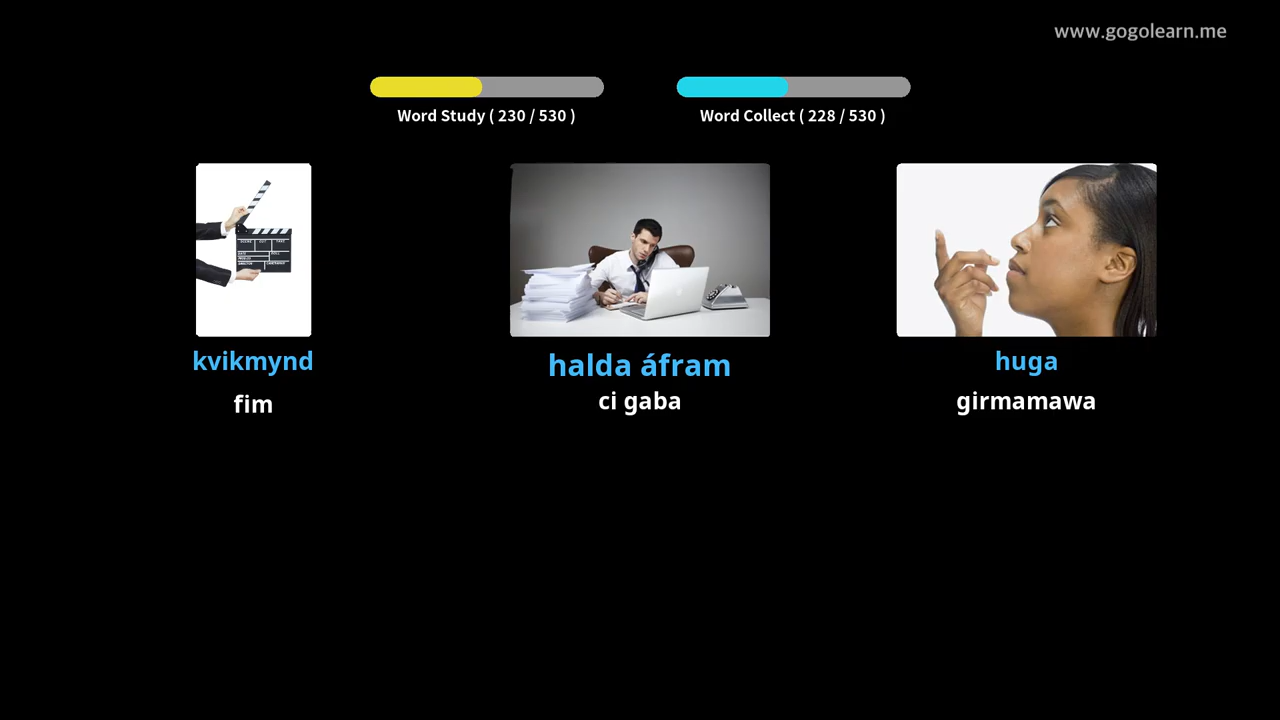 www.gogolearn.me
Word Study ( 230 / 530 )
Word Collect ( 228 / 530 )
kvikmynd
halda áfram
huga
fim
ci gaba
girmamawa